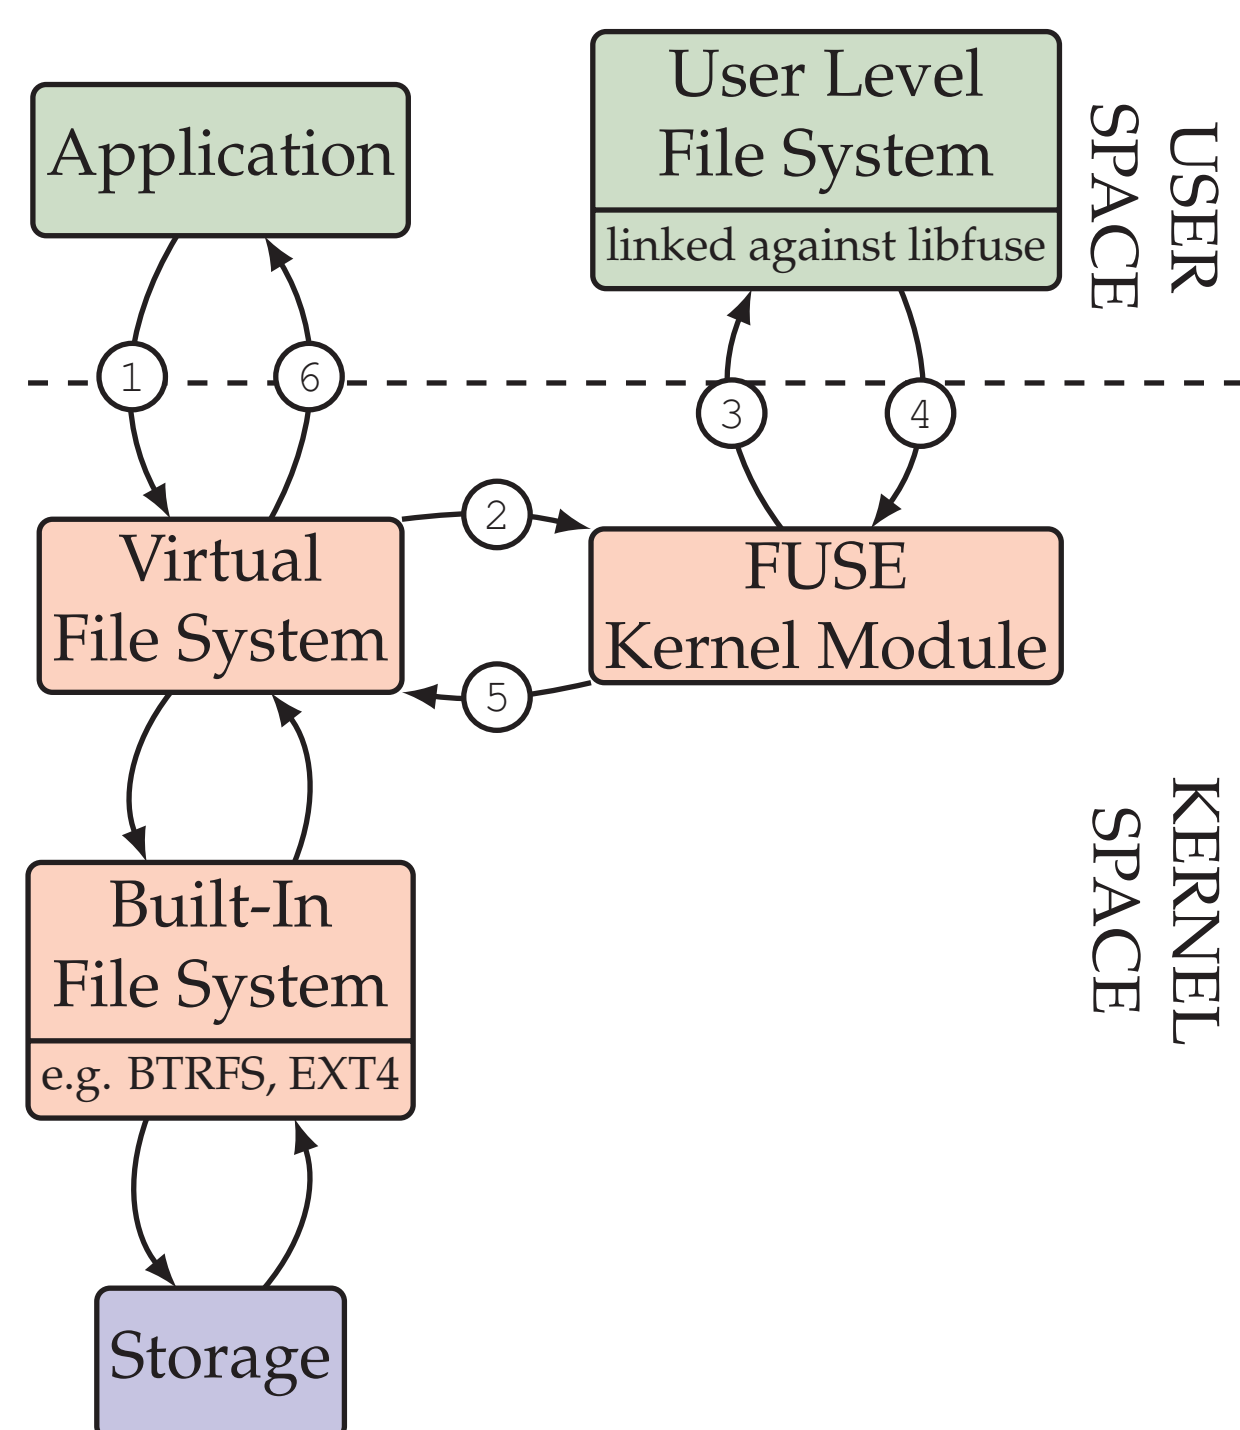 Application
User Level
File System
linked against libfuse
USER
SPACE
1
6
3
4
2
Virtual
File System
FUSE
Kernel Module
5
KERNEL
SPACE
Built-In
File System
e.g. BTRFS, EXT4
Storage